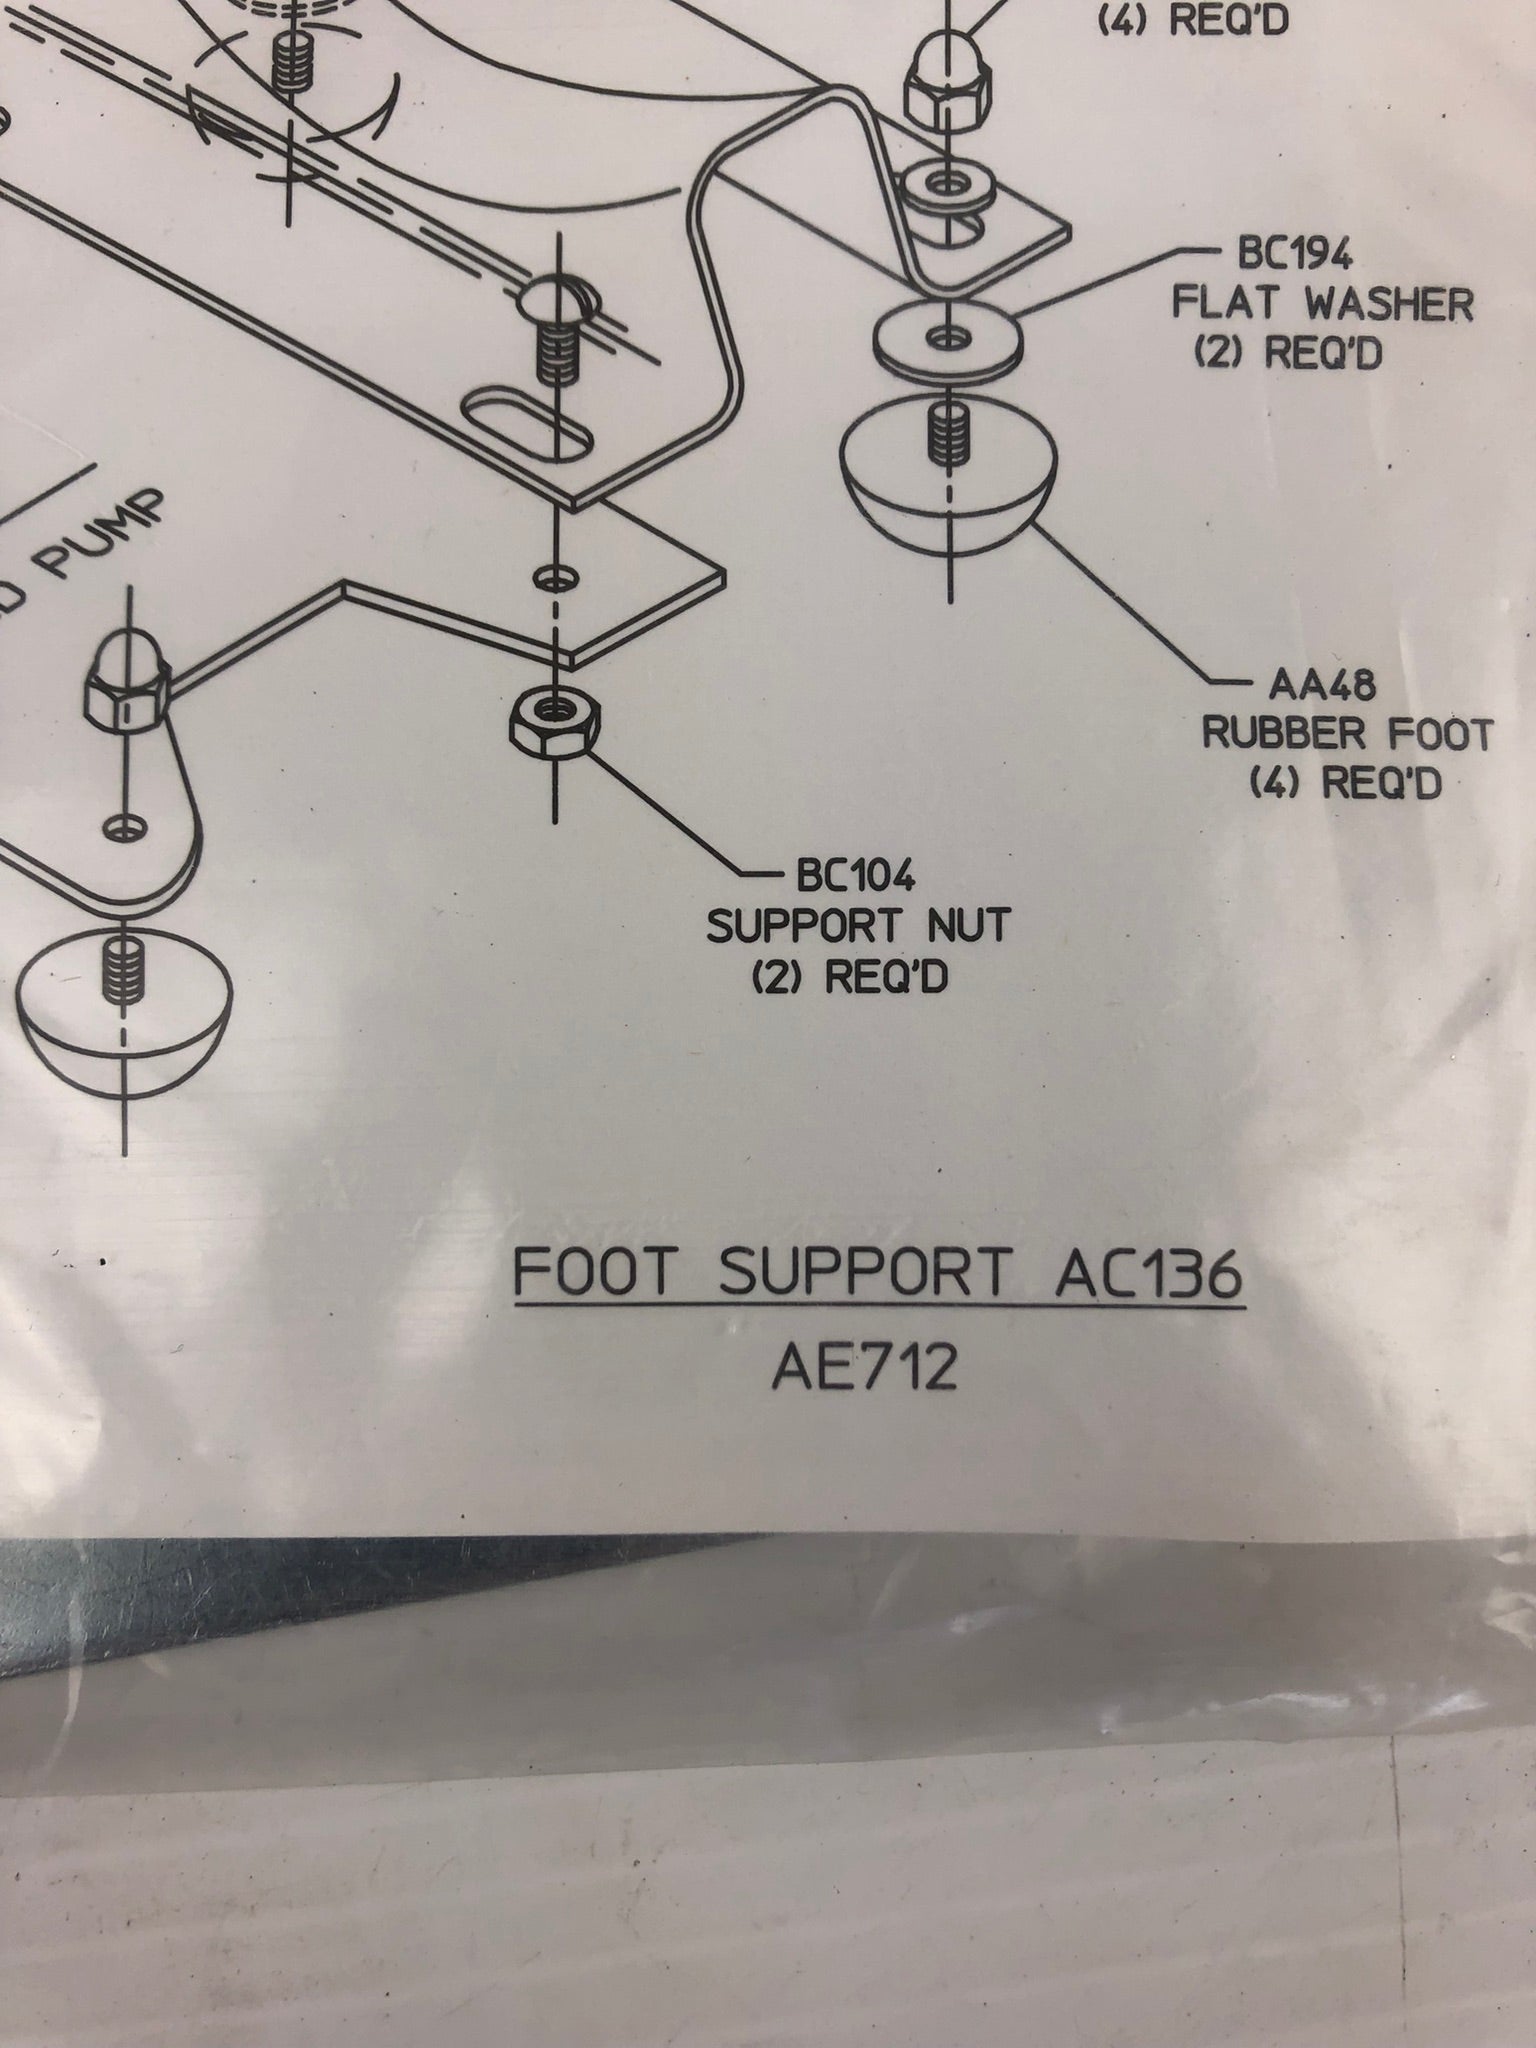 (4) REQ'D
BC194
FLAT WASHER
(2) REQ'D
PUMP
AA48
RUBBER FOOT
(4) REQ'D
BC104
SUPPORT NUT
(2) REQ'D
FOOT SUPPORT AC136
AE712